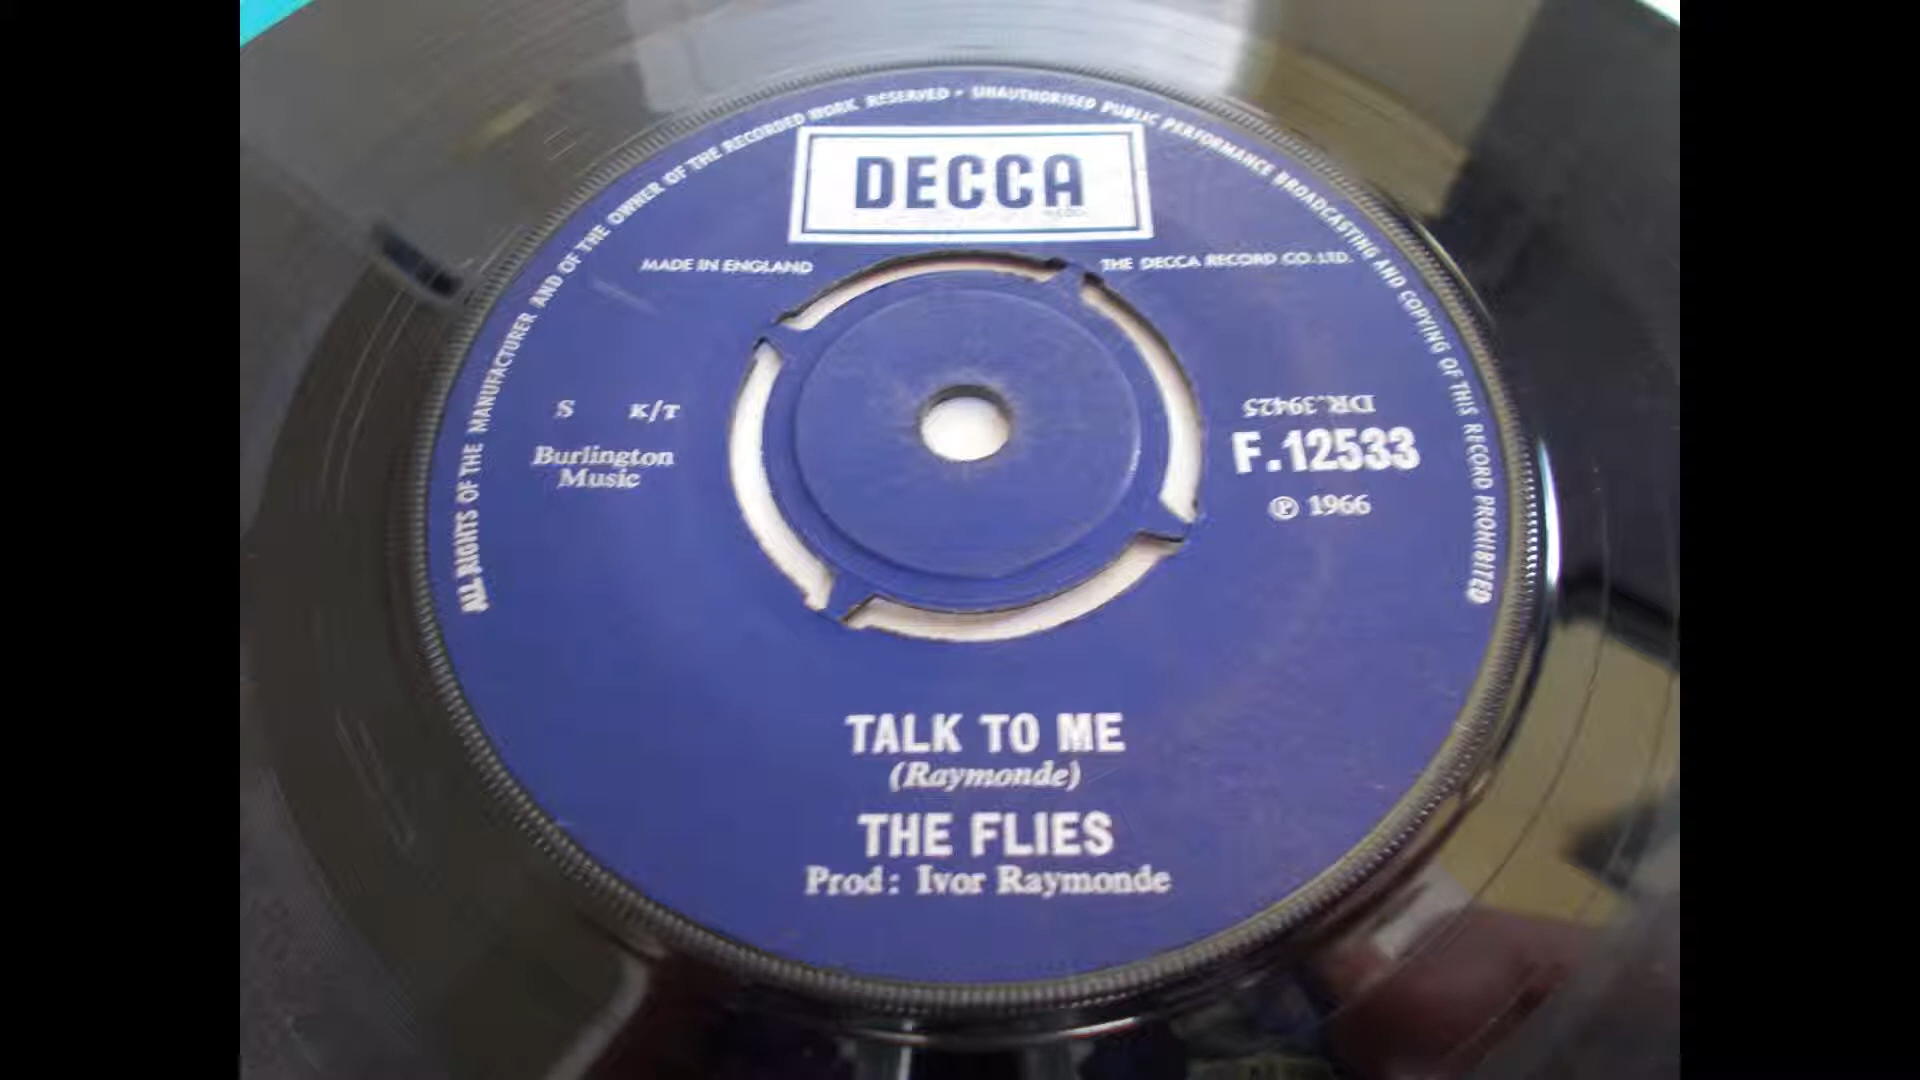 ALL RIGHTS OF THE MANUFACTURER AND OF THE OWNER OF THE RECORDED WORK RESERVED • UNAUTHORISED PUBLIC PERFORMANCE BROADCASTING AND COPYING OF THIS RECORD PROHIBITED
DECCA
MADE IN ENGLAND
THE DECCA RECORD CO. LTD.
S K/T
Burlington
Music
DR.39425
F.12533
℗ 1966
TALK TO ME
(Raymonde)
THE FLIES
Prod: Ivor Raymonde